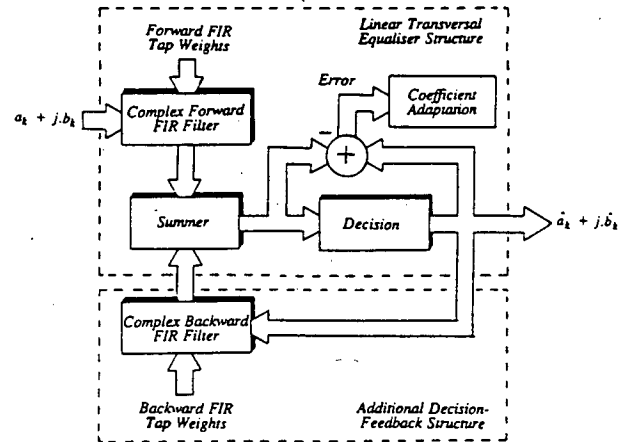 Forward FIR
Tap Weights
Linear Transversal
Equaliser Structure
Error
Coefficient
Adaptation
a_k + j.b_k
Complex Forward
FIR Filter
−
+
Summer
Decision
â_k + j.b̂_k
Complex Backward
FIR Filter
Backward FIR
Tap Weights
Additional Decision-
Feedback Structure